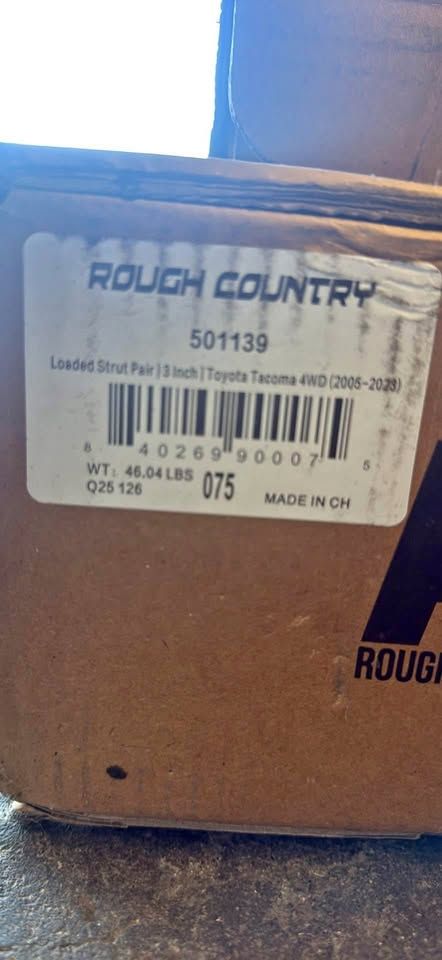 ROUGH COUNTRY
501139
Loaded Strut Pair | 3 Inch | Toyota Tacoma 4WD (2005-2023)
8 40269 90007 5
WT: 46.04 LBS
Q25 126
075
MADE IN CH
ROUGH